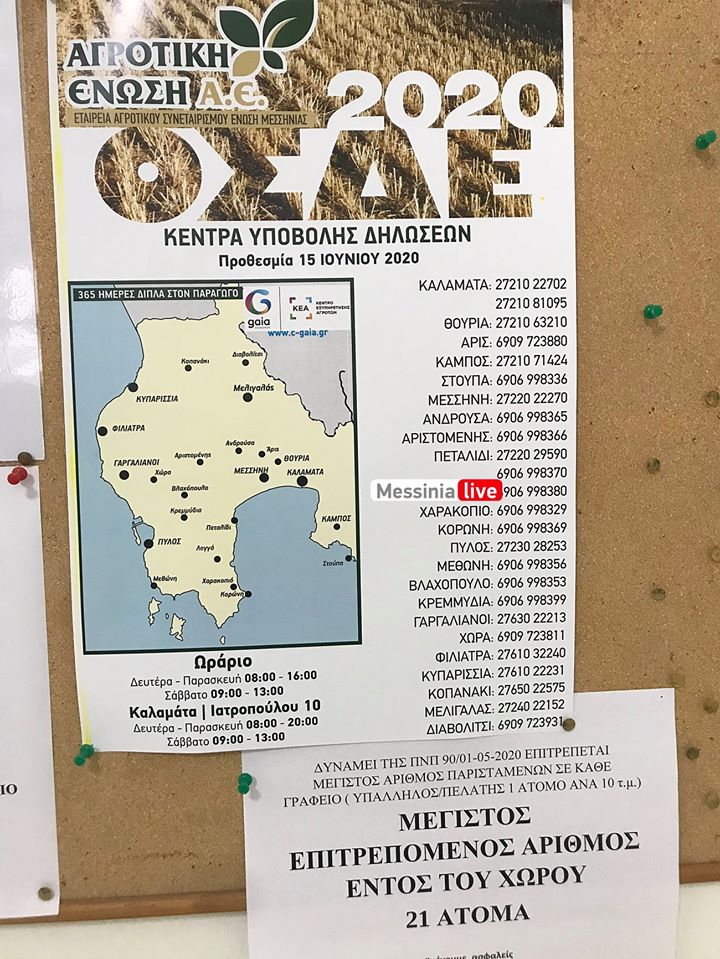 ΑΓΡΟΤΙΚΗ
ΕΝΩΣΗ Α.Ε.
ΕΤΑΙΡΕΙΑ ΑΓΡΟΤΙΚΟΥ ΣΥΝΕΤΑΙΡΙΣΜΟΥ ΕΝΩΣΗ ΜΕΣΣΗΝΙΑΣ
2020
ΟΣΔΕ
ΚΕΝΤΡΑ ΥΠΟΒΟΛΗΣ ΔΗΛΩΣΕΩΝ
Προθεσμία 15 ΙΟΥΝΙΟΥ 2020
365 ΗΜΕΡΕΣ ΔΙΠΛΑ ΣΤΟΝ ΠΑΡΑΓΩΓΟ
gaia
ΚΕΑ
ΚΕΝΤΡΟ
ΕΞΥΠΗΡΕΤΗΣΗΣ
ΑΓΡΟΤΩΝ
www.c-gaia.gr
Κοπανάκι
Διαβολίτσι
ΚΥΠΑΡΙΣΣΙΑ
Μελιγαλάς
ΦΙΛΙΑΤΡΑ
Ανδρούσα
Άρις
Αριστομένης
ΘΟΥΡΙΑ
ΓΑΡΓΑΛΙΑΝΟΙ
Χώρα
ΜΕΣΣΗΝΗ
ΚΑΛΑΜΑΤΑ
Βλαχόπουλο
Κρεμμύδια
Πεταλίδι
ΚΑΜΠΟΣ
ΠΥΛΟΣ
Λογγά
Στούπα
Μεθώνη
Χαρακοπιό
Κορώνη
ΚΑΛΑΜΑΤΑ: 27210 22702
27210 81095
ΘΟΥΡΙΑ: 27210 63210
ΑΡΙΣ: 6909 723880
ΚΑΜΠΟΣ: 27210 71424
ΣΤΟΥΠΑ: 6906 998336
ΜΕΣΣΗΝΗ: 27220 22270
ΑΝΔΡΟΥΣΑ: 6906 998365
ΑΡΙΣΤΟΜΕΝΗΣ: 6906 998366
ΠΕΤΑΛΙΔΙ: 27220 29590
6906 998370
Messinia live 906 998380
ΧΑΡΑΚΟΠΙΟ: 6906 998329
ΚΟΡΩΝΗ: 6906 998369
ΠΥΛΟΣ: 27230 28253
ΜΕΘΩΝΗ: 6906 998356
ΒΛΑΧΟΠΟΥΛΟ: 6906 998353
ΚΡΕΜΜΥΔΙΑ: 6906 998399
ΓΑΡΓΑΛΙΑΝΟΙ: 27630 22213
ΧΩΡΑ: 6909 723811
ΦΙΛΙΑΤΡΑ: 27610 32240
ΚΥΠΑΡΙΣΣΙΑ: 27610 22231
ΚΟΠΑΝΑΚΙ: 27650 22575
ΜΕΛΙΓΑΛΑΣ: 27240 22152
ΔΙΑΒΟΛΙΤΣΙ: 6909 723931
Ωράριο
Δευτέρα - Παρασκευή 08:00 - 16:00
Σάββατο 09:00 - 13:00
Καλαμάτα | Ιατροπούλου 10
Δευτέρα - Παρασκευή 08:00 - 20:00
Σάββατο 09:00 - 13:00
ΔΥΝΑΜΕΙ ΤΗΣ ΠΝΠ 90/01-05-2020 ΕΠΙΤΡΕΠΕΤΑΙ
ΜΕΓΙΣΤΟΣ ΑΡΙΘΜΟΣ ΠΑΡΙΣΤΑΜΕΝΩΝ ΣΕ ΚΑΘΕ
ΓΡΑΦΕΙΟ ( ΥΠΑΛΛΗΛΟΣ/ΠΕΛΑΤΗΣ 1 ΑΤΟΜΟ ΑΝΑ 10 τ.μ.)
ΜΕΓΙΣΤΟΣ
ΕΠΙΤΡΕΠΟΜΕΝΟΣ ΑΡΙΘΜΟΣ
ΕΝΤΟΣ ΤΟΥ ΧΩΡΟΥ
21 ΑΤΟΜΑ
ασφαλείς
ΙΟ